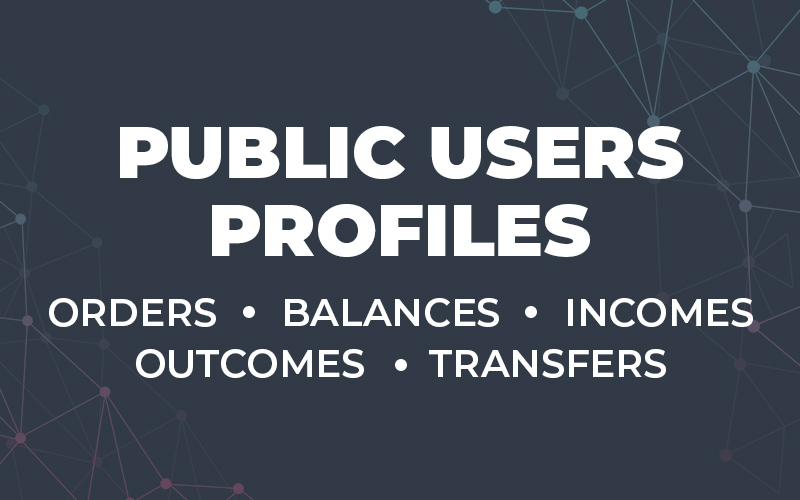 PUBLIC USERS
PROFILES
ORDERS • BALANCES • INCOMES
OUTCOMES • TRANSFERS